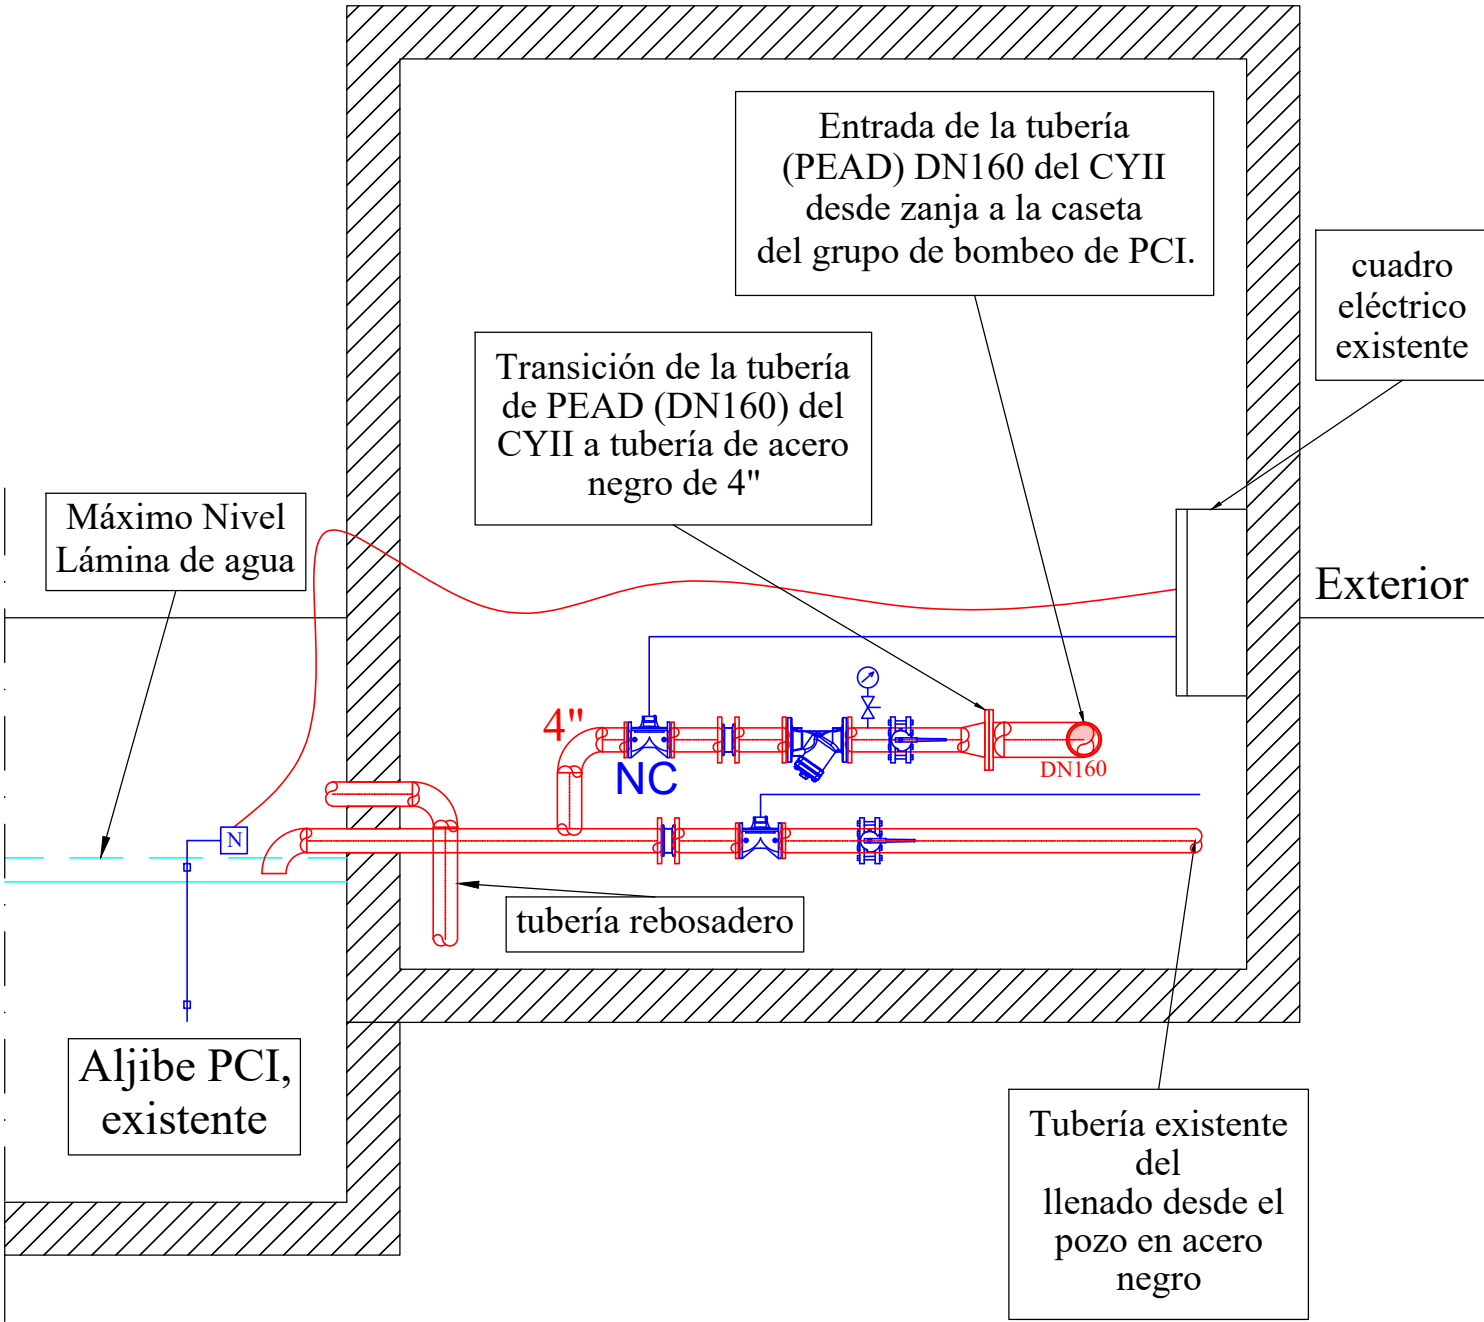 Entrada de la tubería
(PEAD) DN160 del CYII
desde zanja a la caseta
del grupo de bombeo de PCI.
cuadro
eléctrico
existente
Transición de la tubería
de PEAD (DN160) del
CYII a tubería de acero
negro de 4"
Máximo Nivel
Lámina de agua
Exterior
4"
NC
DN160
N
tubería rebosadero
Aljibe PCI,
existente
Tubería existente
del
llenado desde el
pozo en acero
negro